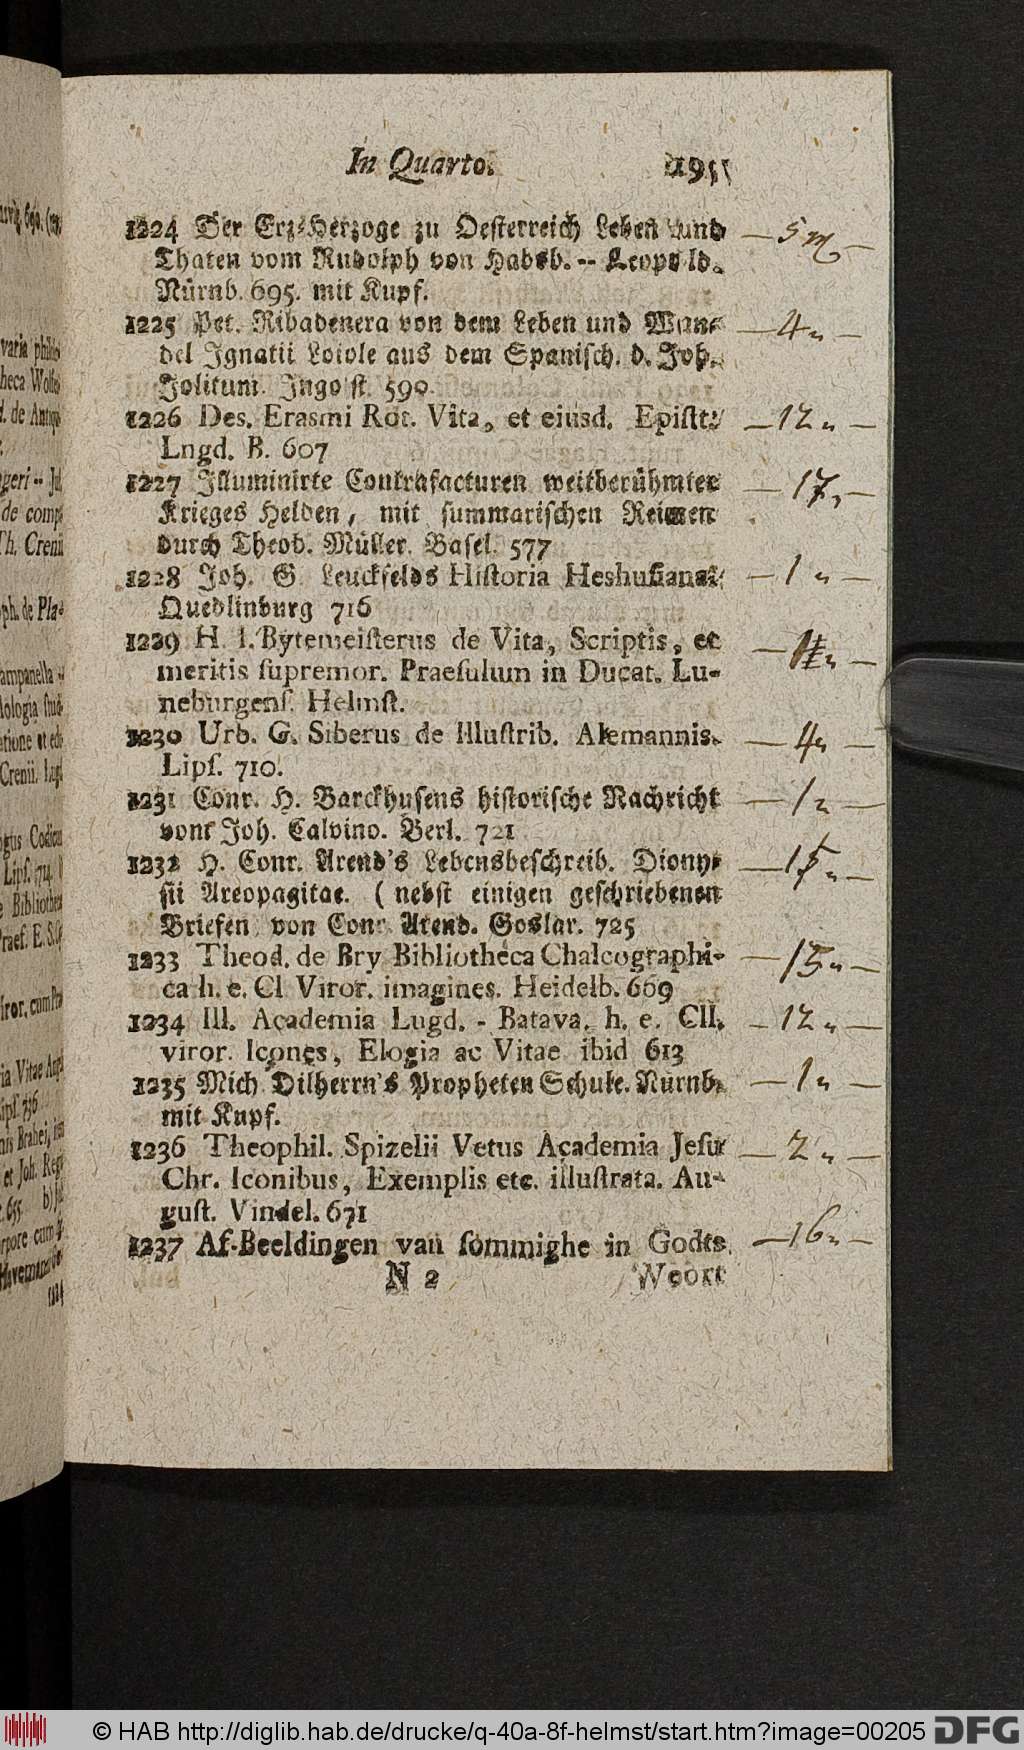 In Quarto. 195
1224 Der Ertz-Herzoge zu Oesterreich Leben und — 5 m —
Thaten vom Rudolph von Habsb. -- Leopold.
Nürnb. 695. mit Kupf.
1225 Pet. Ribadenera von dem Leben und Wan- — 4 „ —
del Ignatii Loiole aus dem Spanisch. d. Joh.
Jolitum. Ingolst. 590.
1226 Des. Erasmi Rot. Vita, et eiusd. Epistt. — 12 „ —
Lngd. B. 607
1227 Illuminirte Contrafacturen weitberühmter — 17 „ —
Krieges Helden, mit summarischen Reimen
durch Theob. Müller. Basel. 577
1228 Joh. G Leuckfelds Historia Heshusiana. — 1 „ —
Quedlinburg 716
1229 H. I. Bytemeisterus de Vita, Scriptis, et
meritis supremor. Praesulum in Ducat. Lu-
neburgens. Helmst.
1230 Urb. G. Siberus de Illustrib. Alemannis. — 4 „ —
Lips. 710.
1231 Conr. H. Barckhusens historische Nachricht — 1 „ —
vont Joh. Calvino. Berl. 721
1232 H. Conr. Arend's Lebensbeschreib. Diony- — 15 „ —
sii Areopagitae. (nebst einigen geschriebenen
Briefen von Conr Arend. Goslar. 725
1233 Theod. de Bry Bibliotheca Chalcographi- — 15 „ —
ca h. e. Cl Viror. imagines. Heidelb. 669
1234 Ill. Academia Lugd. - Batava. h. e. CII. — 12 „ —
viror. Icones, Elogia ac Vitae ibid 613
1235 Mich. Dilherrn's Propheten Schule. Nürnb. — 1 „ —
mit Kupf.
1236 Theophil. Spizelii Vetus Academia Jesu — 2 „ —
Chr. Iconibus, Exemplis etc. illustrata. Au-
gust. Vindel. 671
1237 Af-Beeldingen van sommighe in Godts — 16 „ —
N 2 Woort
© HAB http://diglib.hab.de/drucke/q-40a-8f-helmst/start.htm?image=00205 DFG